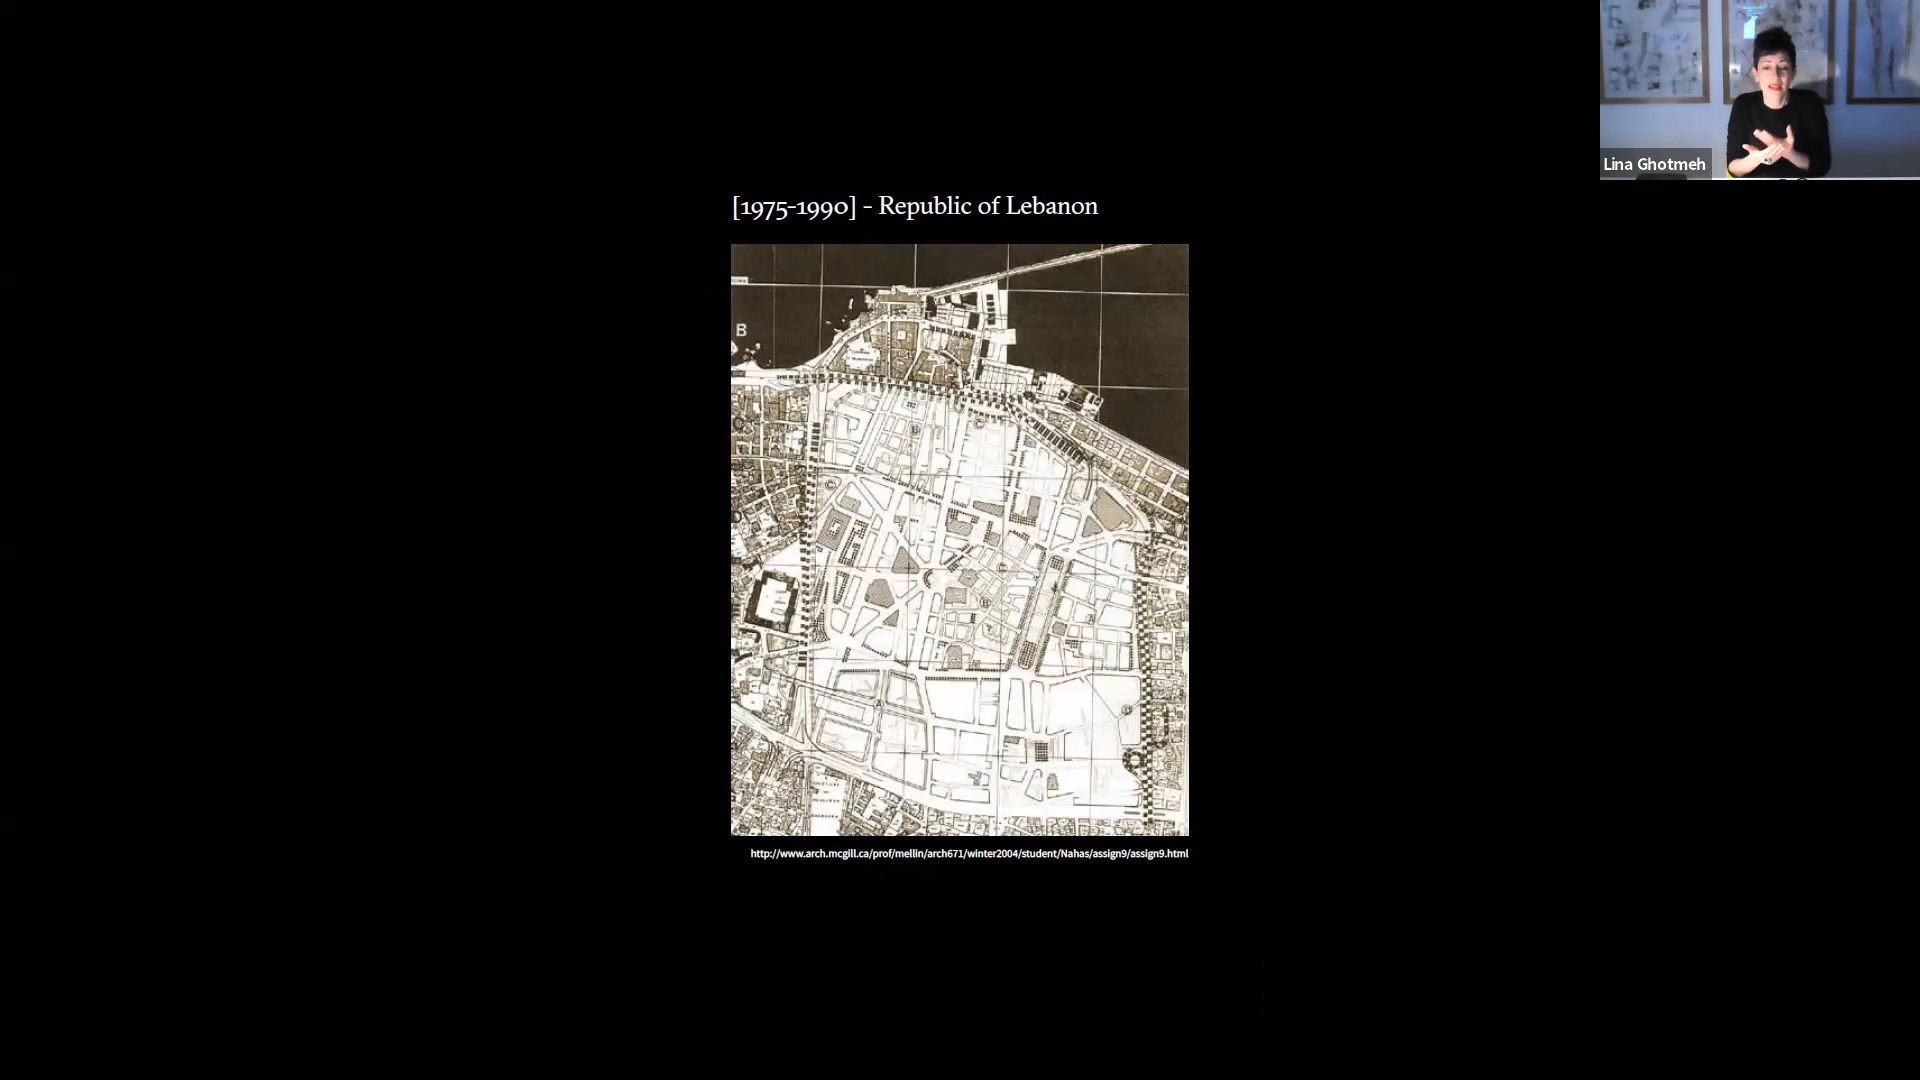 Lina Ghotmeh
[1975-1990] - Republic of Lebanon
B
http://www.arch.mcgill.ca/prof/mellin/arch671/winter2004/student/Nahas/assign9/assign9.html